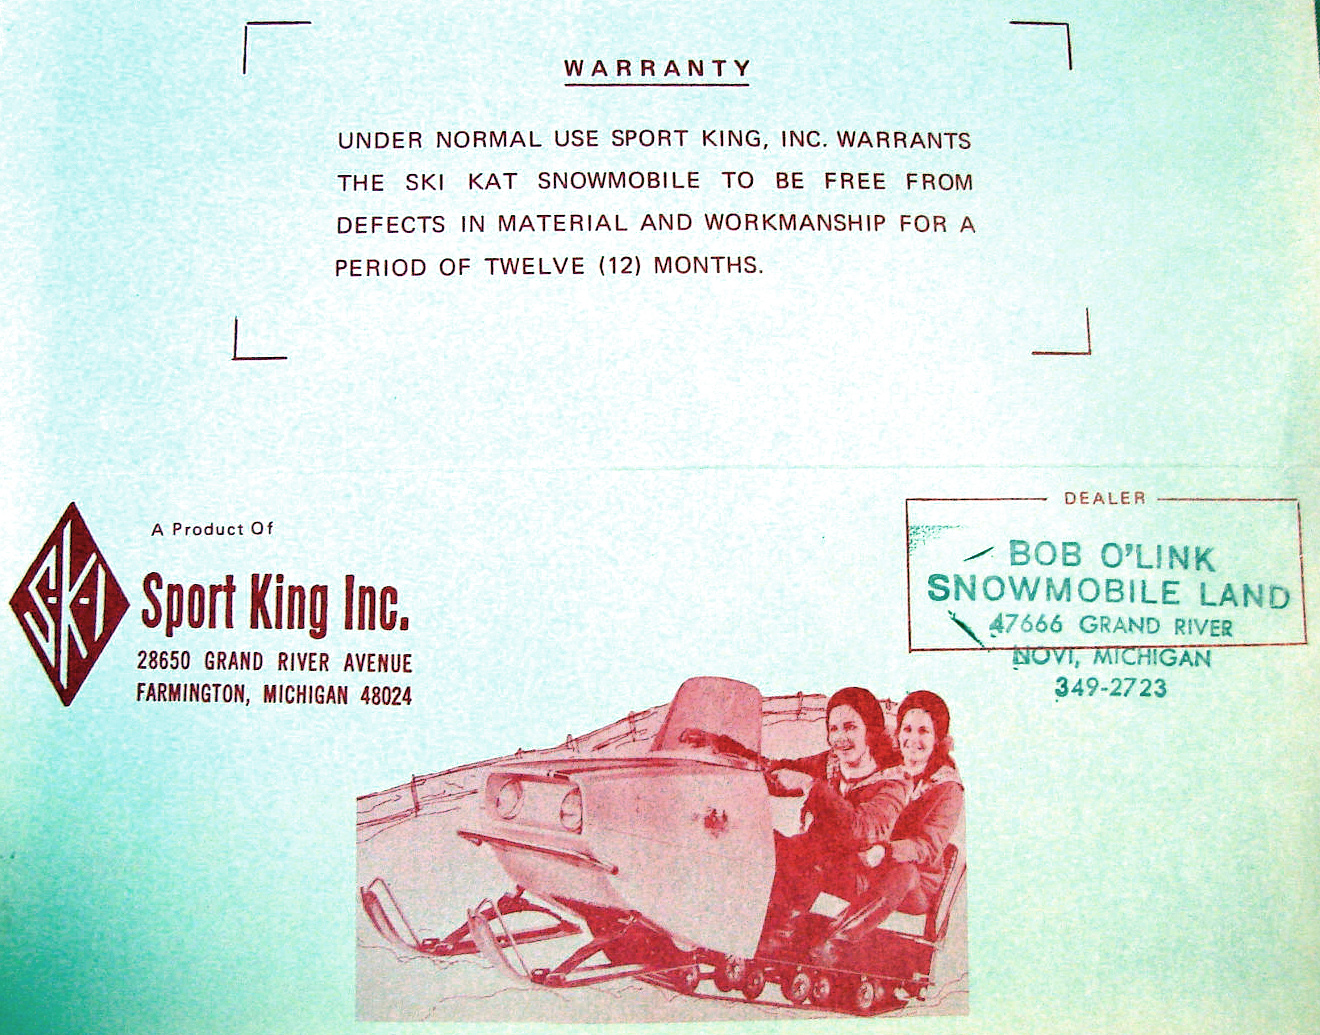 WARRANTY
UNDER NORMAL USE SPORT KING, INC. WARRANTS
THE SKI KAT SNOWMOBILE TO BE FREE FROM
DEFECTS IN MATERIAL AND WORKMANSHIP FOR A
PERIOD OF TWELVE (12) MONTHS.
S-K-I
A Product Of
Sport King Inc.
28650 GRAND RIVER AVENUE
FARMINGTON, MICHIGAN 48024
DEALER
BOB O'LINK
SNOWMOBILE LAND
47666 GRAND RIVER
NOVI, MICHIGAN
349-2723